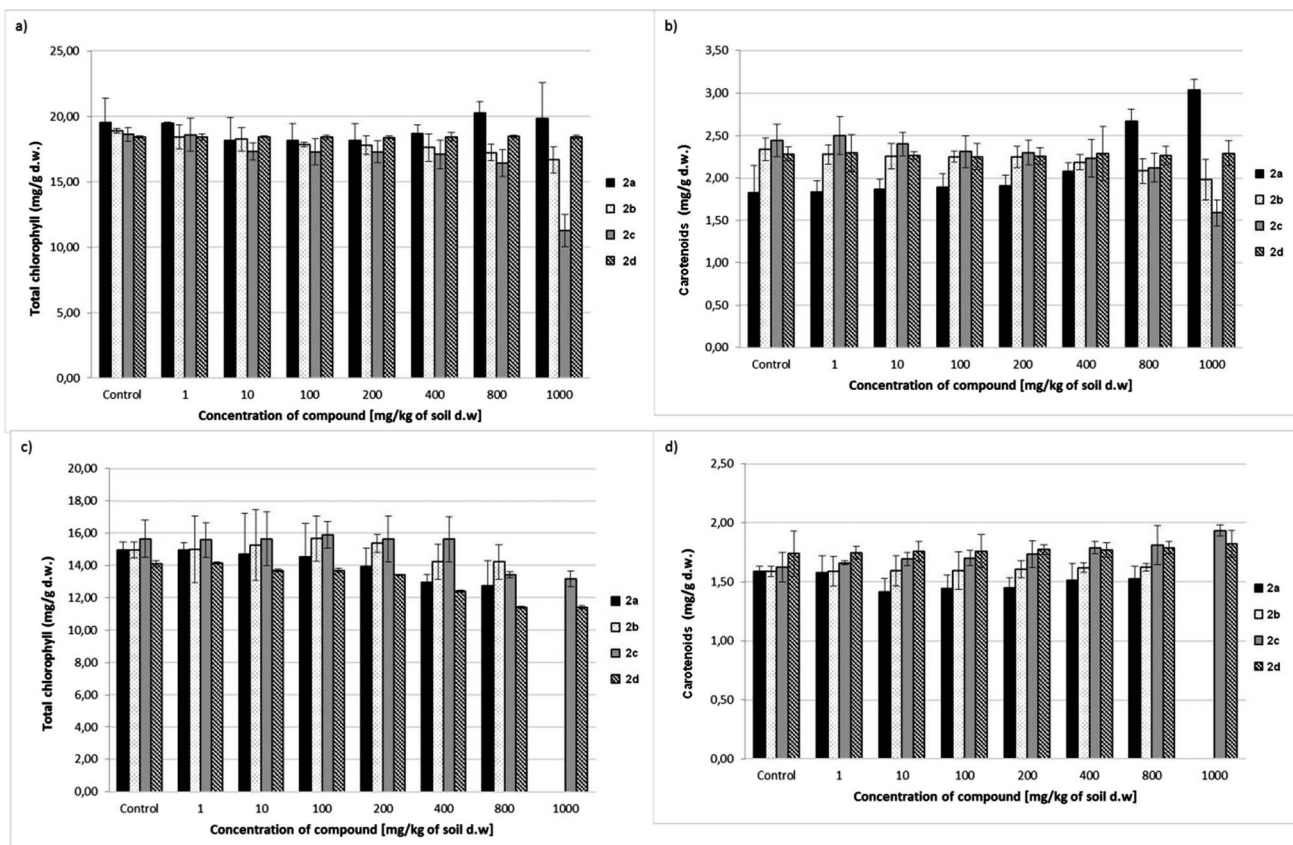 a)
25,00
20,00
15,00
10,00
5,00
0,00
Total chlorophyll (mg/g d.w.)
Control 1 10 100 200 400 800 1000
Concentration of compound [mg/kg of soil d.w]
2a
2b
2c
2d
b)
3,50
3,00
2,50
2,00
1,50
1,00
0,50
0,00
Carotenoids (mg/g d.w.)
Control 1 10 100 200 400 800 1000
Concentration of compound [mg/kg of soil d.w]
2a
2b
2c
2d
c)
20,00
18,00
16,00
14,00
12,00
10,00
8,00
6,00
4,00
2,00
0,00
Total chlorophyll (mg/g d.w.)
Control 1 10 100 200 400 800 1000
Concentration of compound [mg/kg of soil d.w]
2a
2b
2c
2d
d)
2,50
2,00
1,50
1,00
0,50
0,00
Carotenoids (mg/g d.w.)
Control 1 10 100 200 400 800 1000
Concentration of compound [mg/kg of soil d.w]
2a
2b
2c
2d